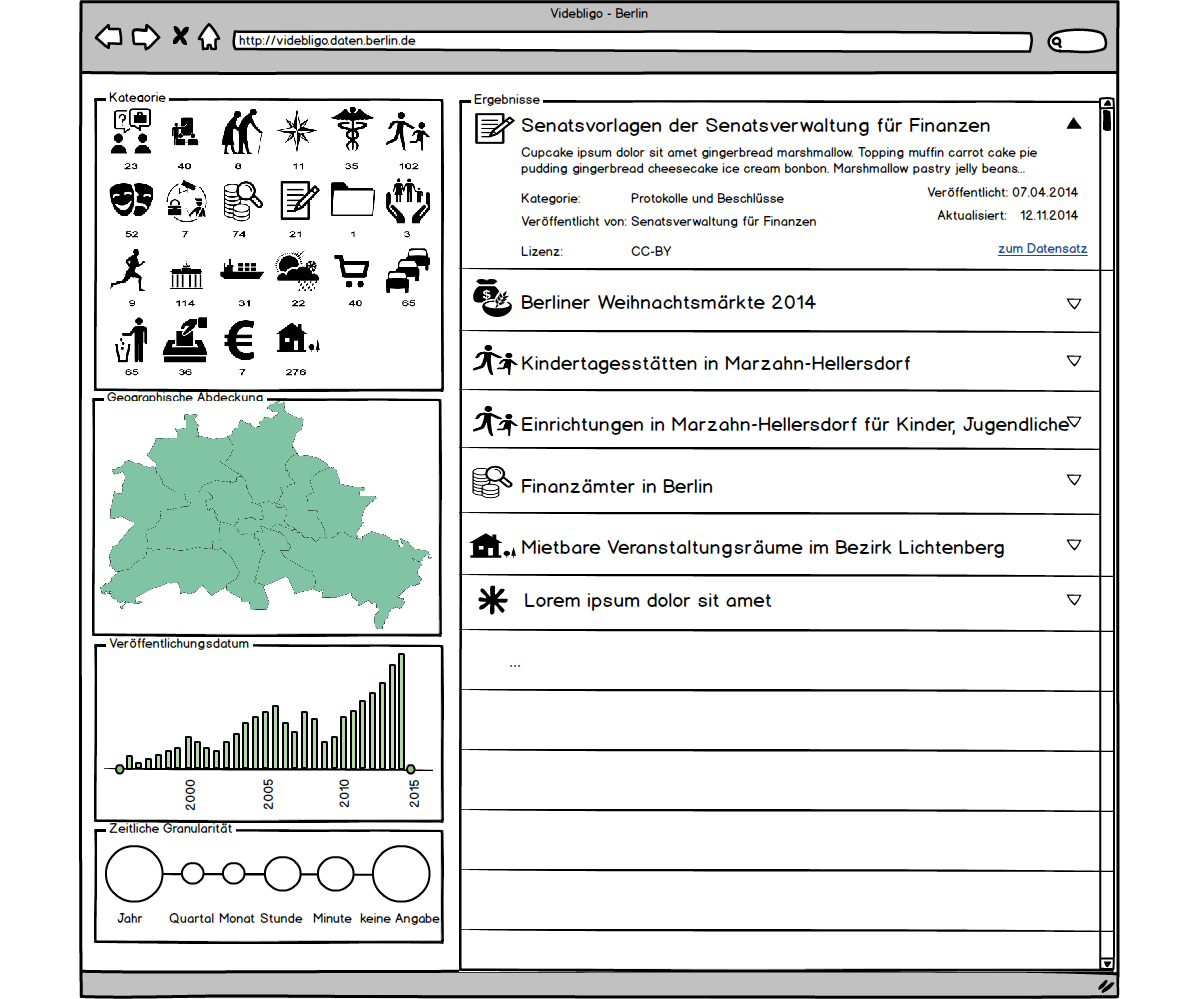 Videbligo - Berlin
http://videbligo.daten.berlin.de
Kategorie
?
23 40 8 11 35 102
52 7 74 21 1 3
9 114 31 22 40 65
65 36 7 276
Geographische Abdeckung
Veröffentlichungsdatum
2000 2005 2010 2015
Zeitliche Granularität
Jahr Quartal Monat Stunde Minute keine Angabe
Ergebnisse
Senatsvorlagen der Senatsverwaltung für Finanzen
Cupcake ipsum dolor sit amet gingerbread marshmallow. Topping muffin carrot cake pie
pudding gingerbread cheesecake ice cream bonbon. Marshmallow pastry jelly beans...
Kategorie: Protokolle und Beschlüsse Veröffentlicht: 07.04.2014
Veröffentlicht von: Senatsverwaltung für Finanzen Aktualisiert: 12.11.2014
Lizenz: CC-BY zum Datensatz
$
Berliner Weihnachtsmärkte 2014
Kindertagesstätten in Marzahn-Hellersdorf
Einrichtungen in Marzahn-Hellersdorf für Kinder, Jugendliche
Finanzämter in Berlin
Mietbare Veranstaltungsräume im Bezirk Lichtenberg
Lorem ipsum dolor sit amet
...